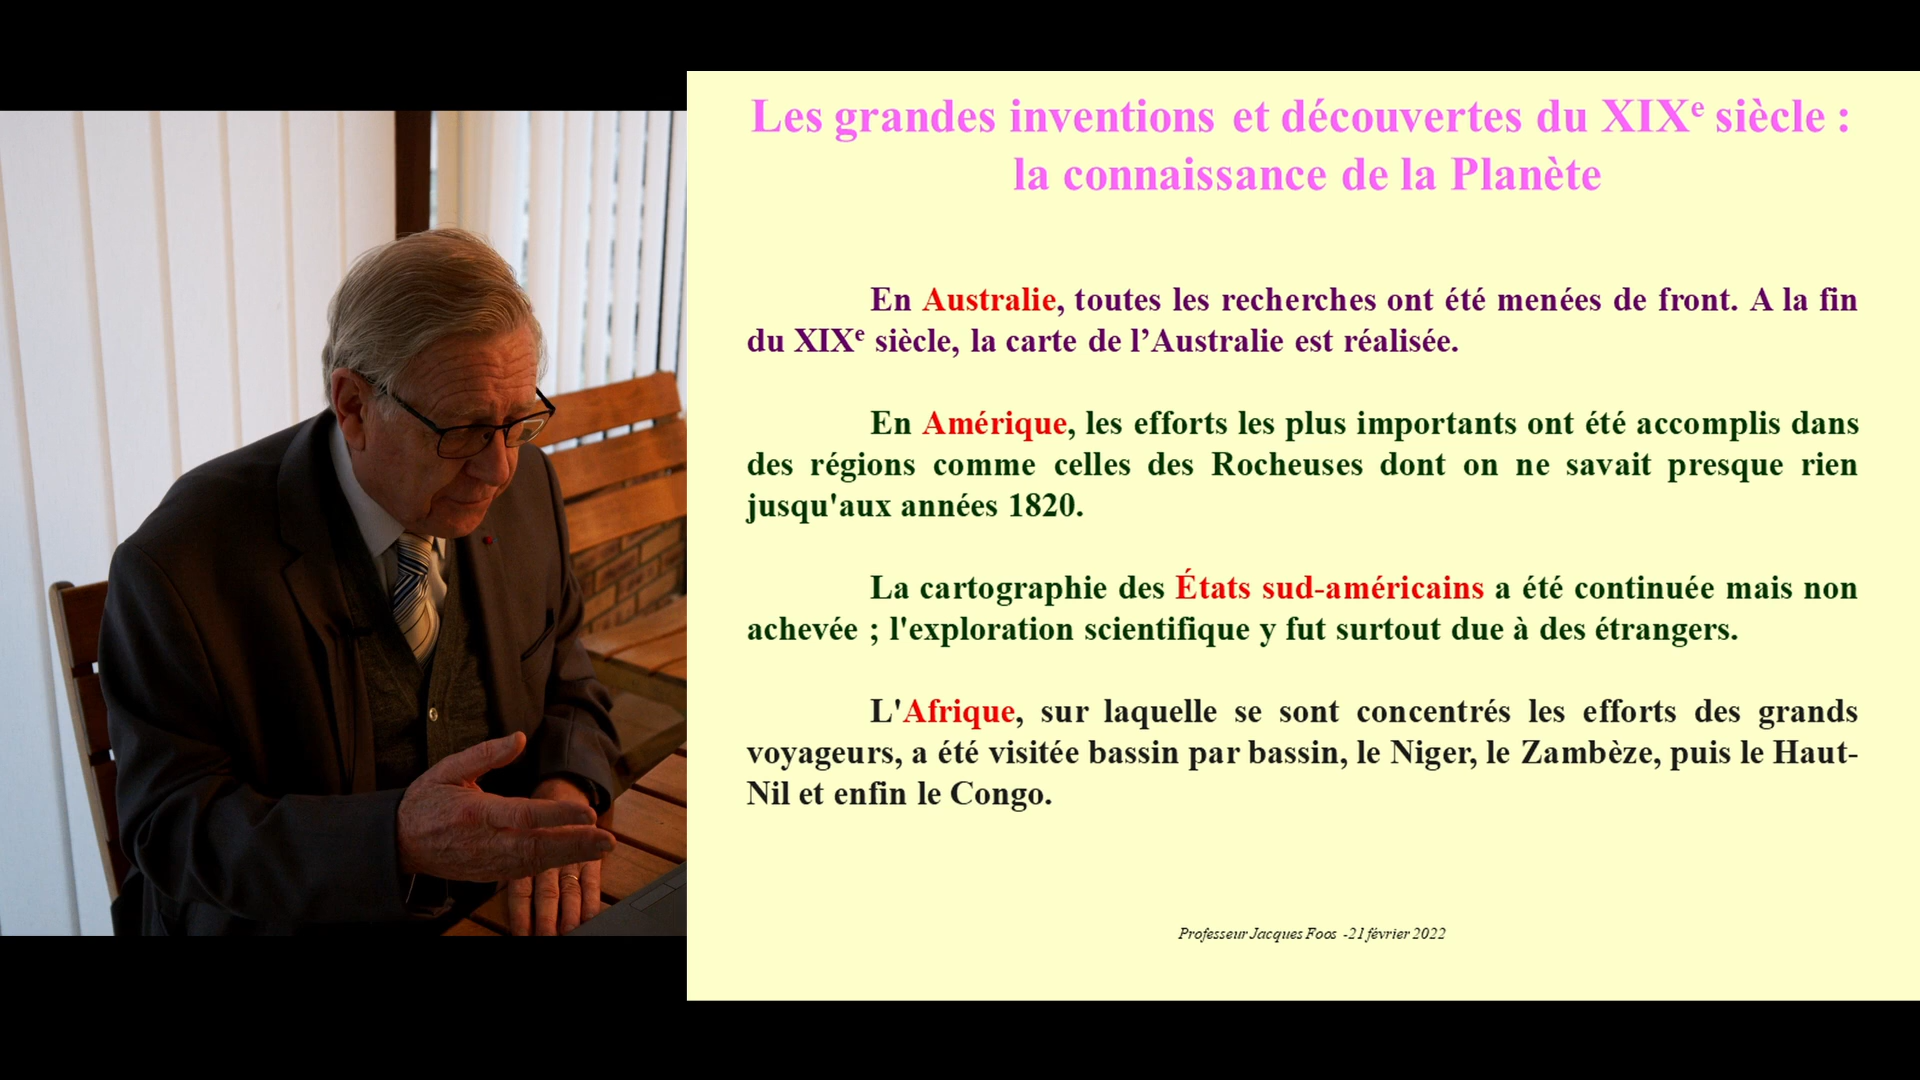 Les grandes inventions et découvertes du XIXe siècle :
la connaissance de la Planète
En Australie, toutes les recherches ont été menées de front. A la fin
du XIXe siècle, la carte de l’Australie est réalisée.
En Amérique, les efforts les plus importants ont été accomplis dans
des régions comme celles des Rocheuses dont on ne savait presque rien
jusqu'aux années 1820.
La cartographie des États sud-américains a été continuée mais non
achevée ; l'exploration scientifique y fut surtout due à des étrangers.
L'Afrique, sur laquelle se sont concentrés les efforts des grands
voyageurs, a été visitée bassin par bassin, le Niger, le Zambèze, puis le Haut-
Nil et enfin le Congo.
Professeur Jacques Foos -21 février 2022